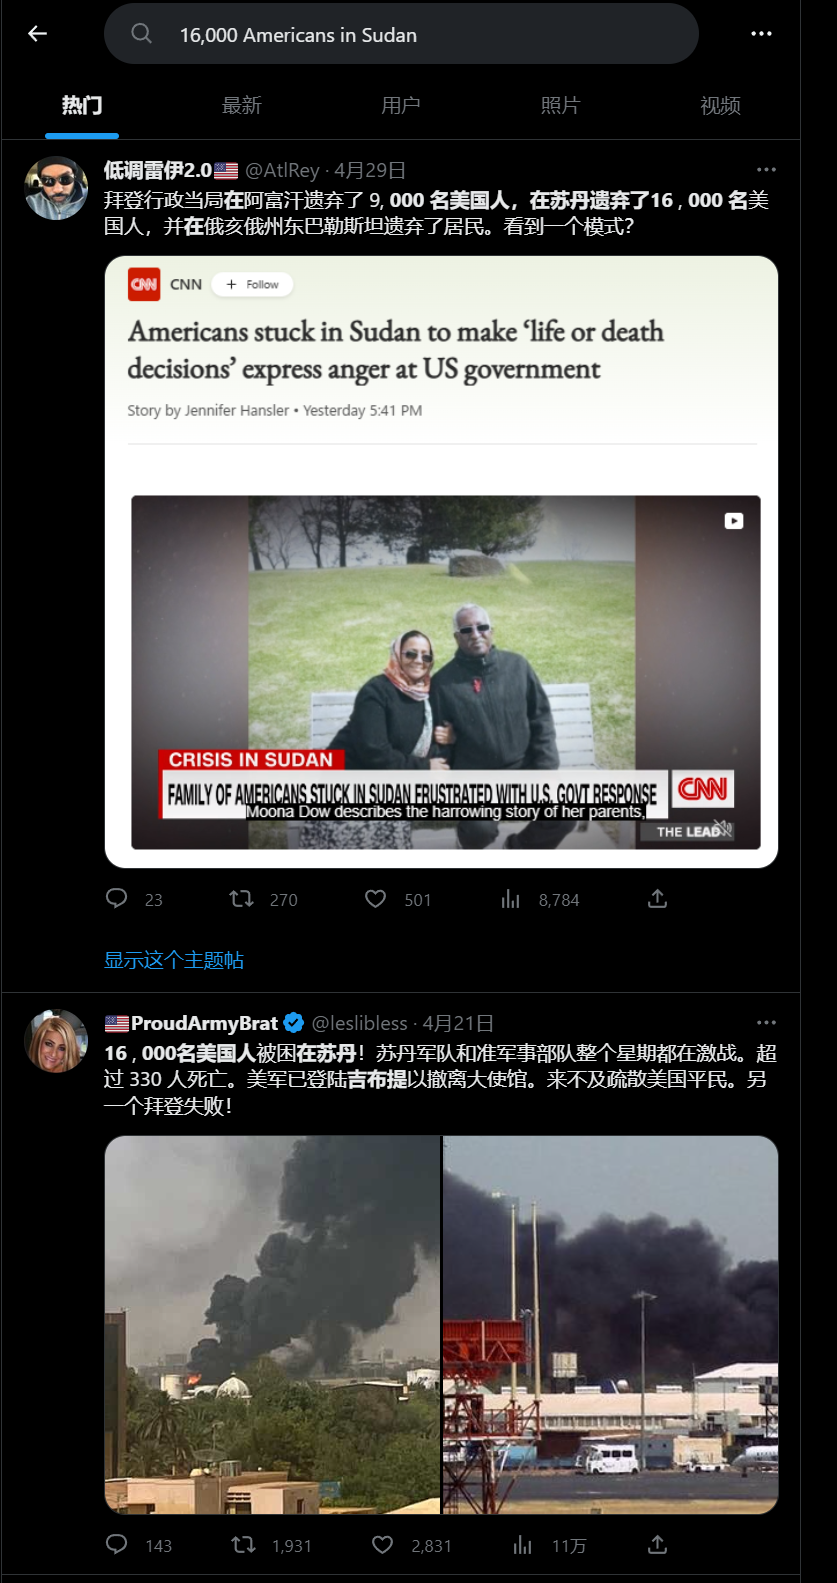 16,000 Americans in Sudan
热门 最新 用户 照片 视频
低调雷伊2.0 @AtlRey · 4月29日
拜登行政当局在阿富汗遗弃了 9, 000 名美国人，在苏丹遗弃了16 , 000 名美
国人，并在俄亥俄州东巴勒斯坦遗弃了居民。看到一个模式？
CNN CNN + Follow
Americans stuck in Sudan to make ‘life or death
decisions’ express anger at US government
Story by Jennifer Hansler • Yesterday 5:41 PM
CRISIS IN SUDAN
FAMILY OF AMERICANS STUCK IN SUDAN FRUSTRATED WITH U.S. GOVT RESPONSE CNN
Moona Dow describes the harrowing story of her parents,
THE LEAD
23 270 501 8,784
显示这个主题帖
ProudArmyBrat @leslibless · 4月21日
16 , 000名美国人被困在苏丹！苏丹军队和准军事部队整个星期都在激战。超
过 330 人死亡。美军已登陆吉布提以撤离大使馆。来不及疏散美国平民。另
一个拜登失败！
143 1,931 2,831 11万